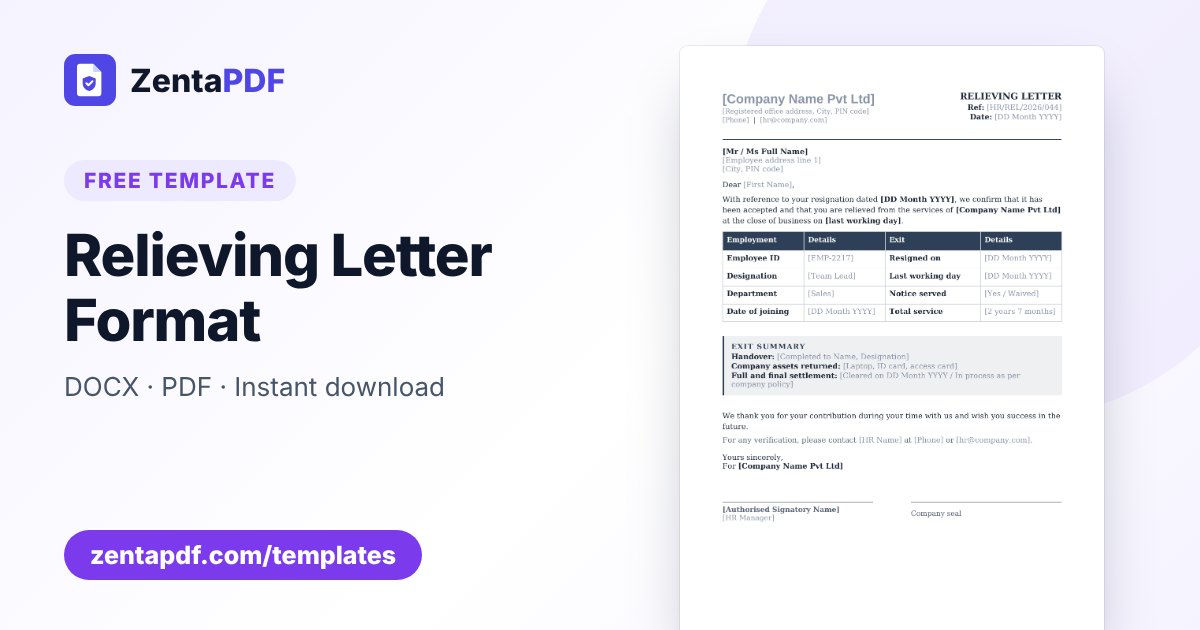 ZentaPDF
FREE TEMPLATE
Relieving Letter
Format
DOCX · PDF · Instant download
zentapdf.com/templates
[Company Name Pvt Ltd]
[Registered office address, City, PIN code]
[Phone] | [hr@company.com]
RELIEVING LETTER
Ref: [HR/REL/2026/044]
Date: [DD Month YYYY]
[Mr / Ms Full Name]
[Employee address line 1]
[City, PIN code]
Dear [First Name],
With reference to your resignation dated [DD Month YYYY], we confirm that it has
been accepted and that you are relieved from the services of [Company Name Pvt Ltd]
at the close of business on [last working day].
Employment Details Exit Details
Employee ID [EMP-2217] Resigned on [DD Month YYYY]
Designation [Team Lead] Last working day [DD Month YYYY]
Department [Sales] Notice served [Yes / Waived]
Date of joining [DD Month YYYY] Total service [2 years 7 months]
EXIT SUMMARY
Handover: [Completed to Name, Designation]
Company assets returned: [Laptop, ID card, access card]
Full and final settlement: [Cleared on DD Month YYYY / In process as per
company policy]
We thank you for your contribution during your time with us and wish you success in the
future.
For any verification, please contact [HR Name] at [Phone] or [hr@company.com].
Yours sincerely,
For [Company Name Pvt Ltd]
[Authorised Signatory Name]
[HR Manager]
Company seal